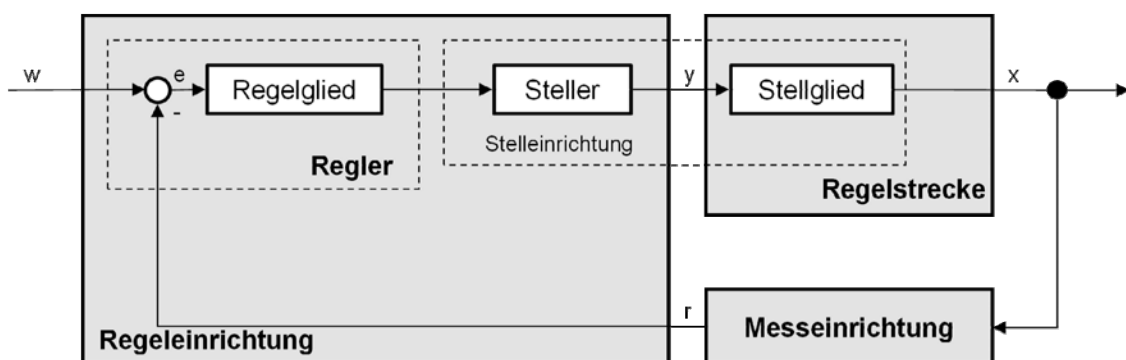 w
e
Regelglied
Steller
y
Stellglied
x
-
Stelleinrichtung
Regler
Regelstrecke
r
Messeinrichtung
Regeleinrichtung